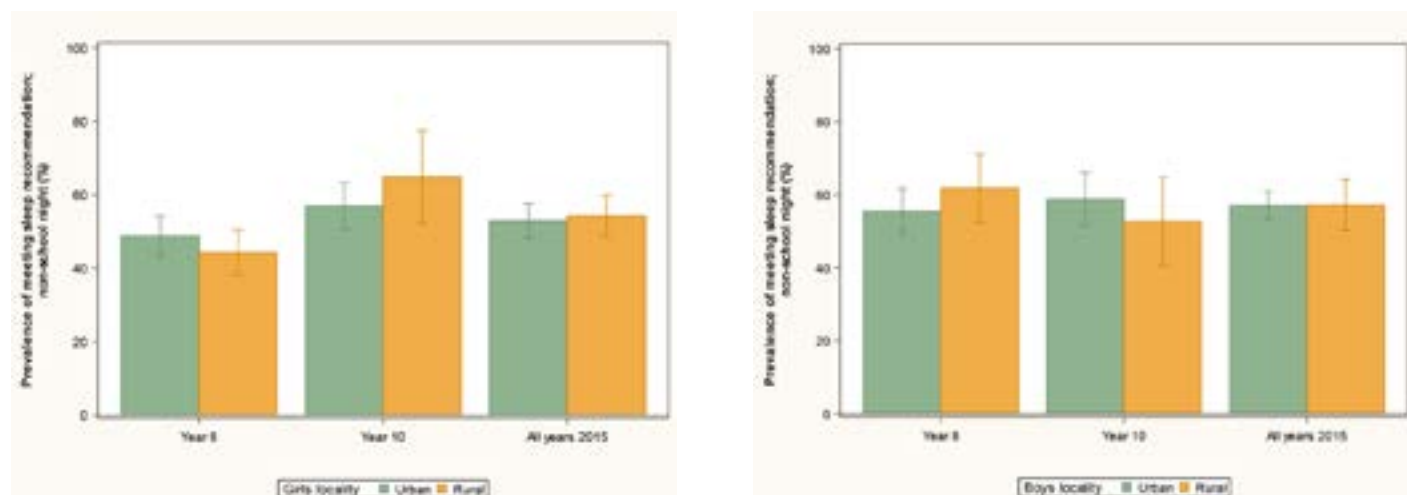 Prevalence of meeting sleep recommendation;
non-school night (%)
100
80
60
40
20
0
Year 8
Year 10
All years 2015
Girls locality Urban Rural
Prevalence of meeting sleep recommendation;
non-school night (%)
100
80
60
40
20
0
Year 8
Year 10
All years 2015
Boys locality Urban Rural